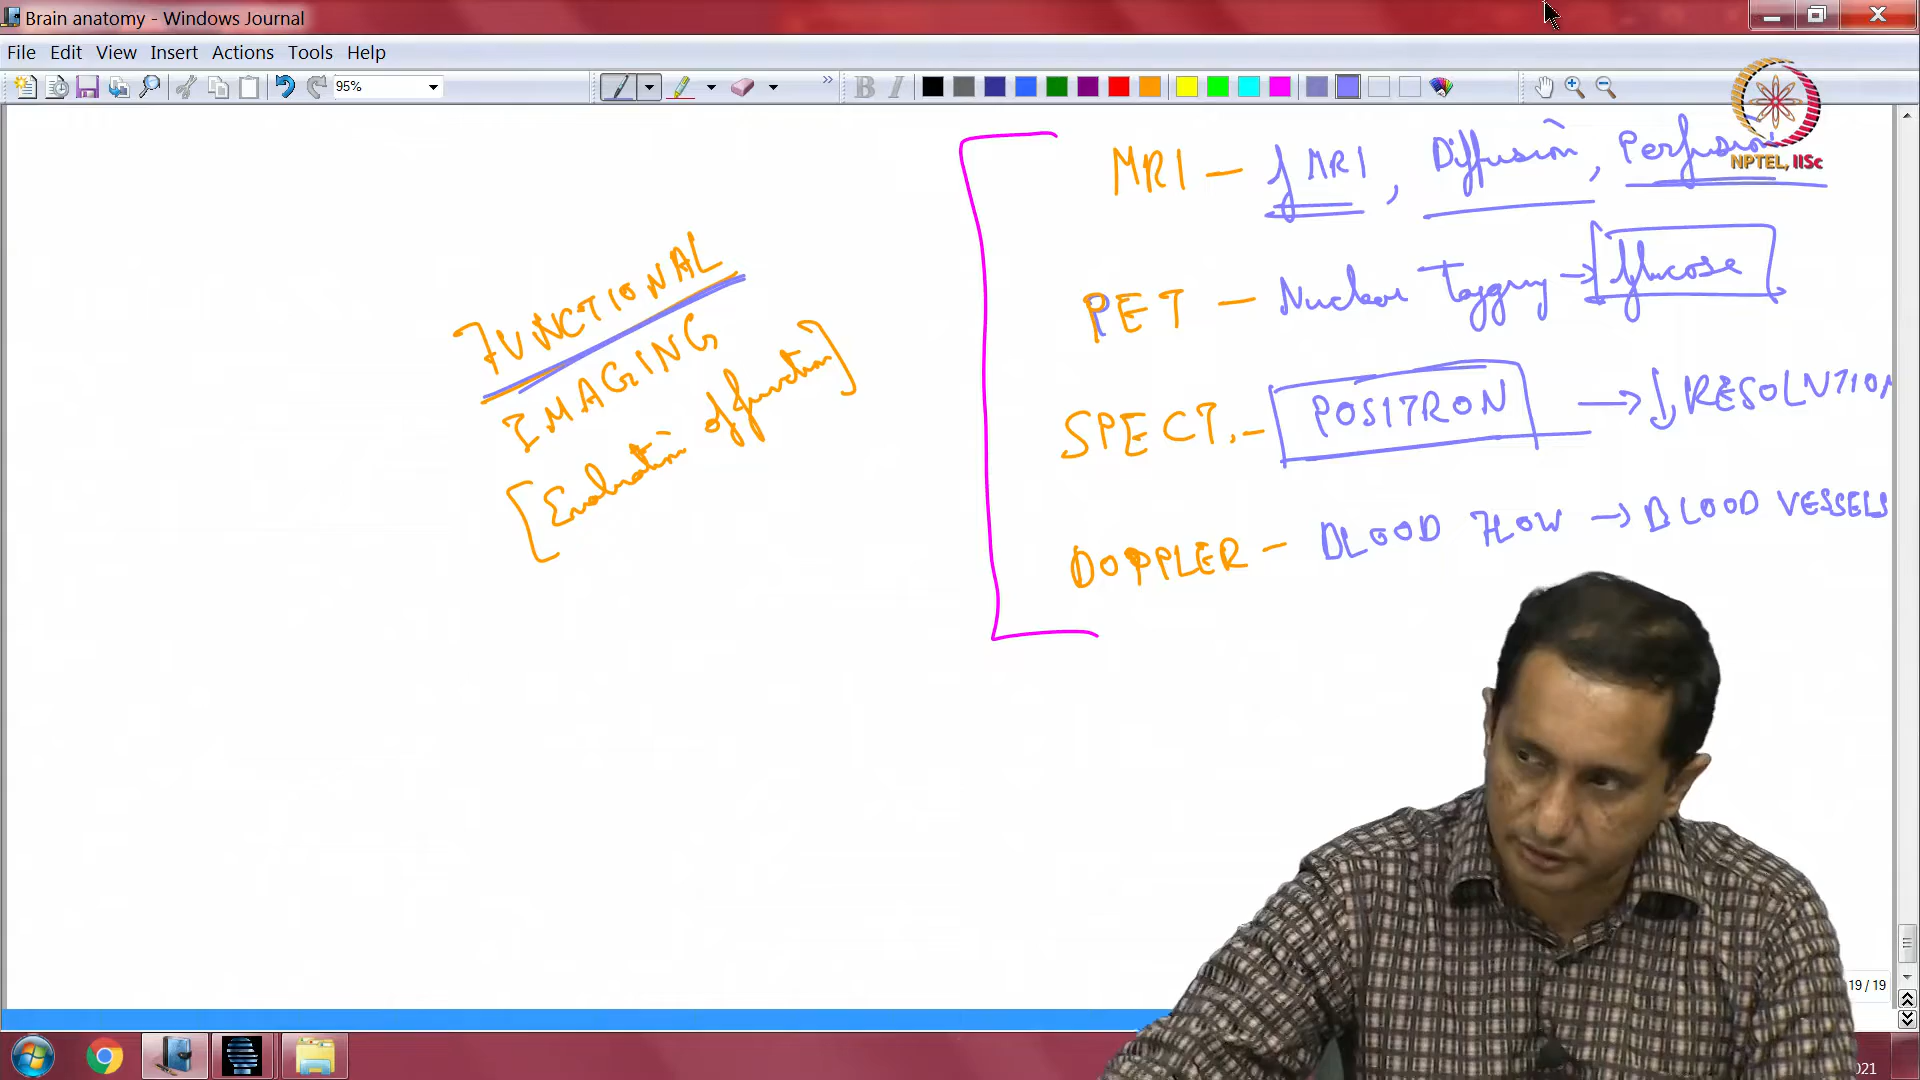 Brain anatomy - Windows Journal
File Edit View Insert Actions Tools Help
95%
B I
NPTEL, IISc
MRI - fMRI, Diffusion, Perfusion
PET - Nuclear Tagging → Glucose
SPECT. - POSITRON → ↓ RESOLUTION
DOPPLER - BLOOD FLOW → BLOOD VESSELS
FUNCTIONAL
IMAGING
[Evaluation of function]
19 / 19
021